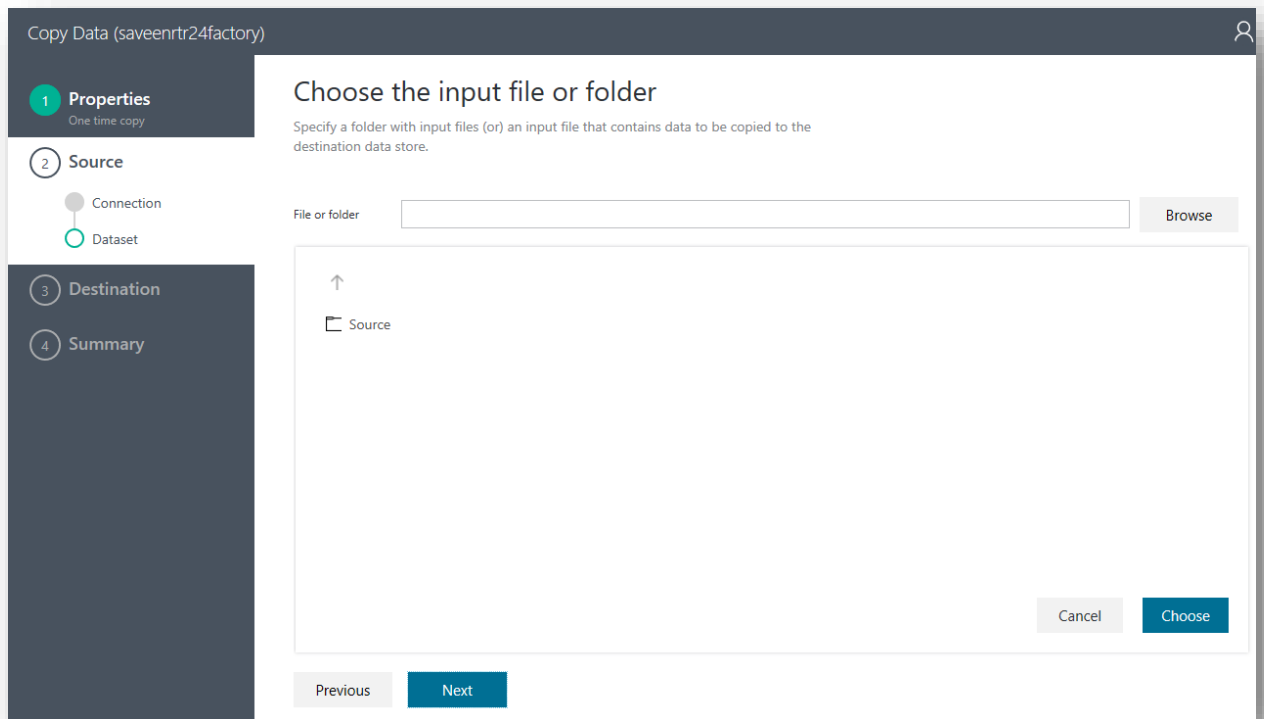 Copy Data (saveenrtr24factory)
1 Properties
One time copy
2 Source
Connection
Dataset
3 Destination
4 Summary
Choose the input file or folder
Specify a folder with input files (or) an input file that contains data to be copied to the
destination data store.
File or folder
Browse
Source
Cancel
Choose
Previous
Next